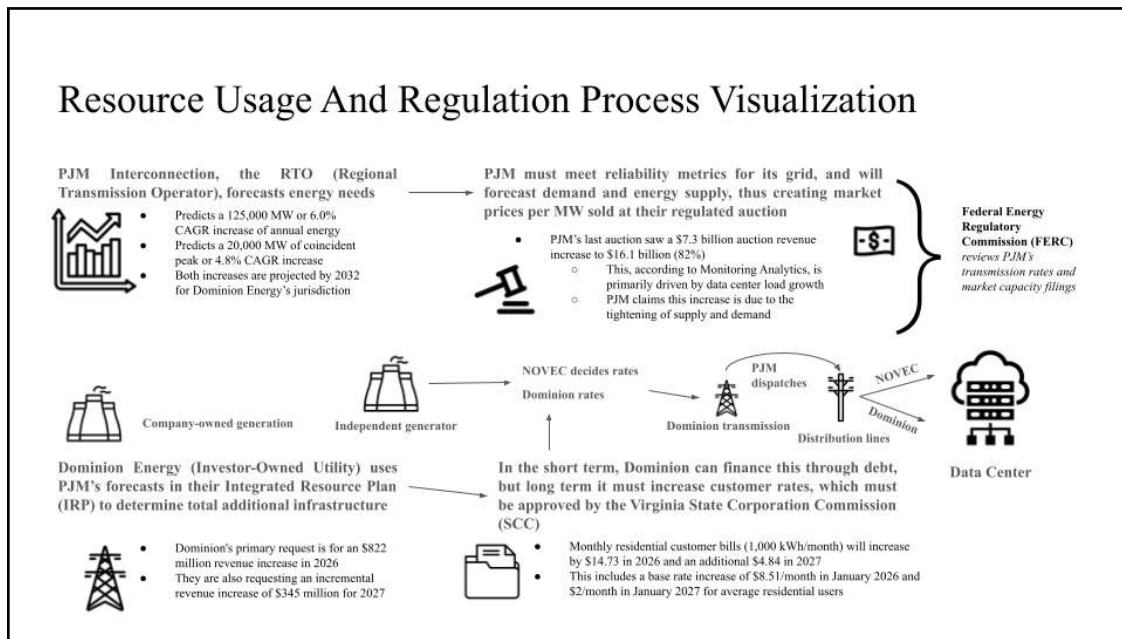 Resource Usage And Regulation Process Visualization
PJM Interconnection, the RTO (Regional
Transmission Operator), forecasts energy needs
● Predicts a 125,000 MW or 6.0%
CAGR increase of annual energy
● Predicts a 20,000 MW of coincident
peak or 4.8% CAGR increase
● Both increases are projected by 2032
for Dominion Energy's jurisdiction
PJM must meet reliability metrics for its grid, and will
forecast demand and energy supply, thus creating market
prices per MW sold at their regulated auction
● PJM's last auction saw a $7.3 billion auction revenue
increase to $16.1 billion (82%)
○ This, according to Monitoring Analytics, is
primarily driven by data center load growth
○ PJM claims this increase is due to the
tightening of supply and demand
-$-
Federal Energy
Regulatory
Commission (FERC)
reviews PJM's
transmission rates and
market capacity filings
Company-owned generation
Independent generator
NOVEC decides rates
Dominion rates
Dominion transmission
PJM
dispatches
Distribution lines
NOVEC
Dominion
Data Center
Dominion Energy (Investor-Owned Utility) uses
PJM's forecasts in their Integrated Resource Plan
(IRP) to determine total additional infrastructure
● Dominion's primary request is for an $822
million revenue increase in 2026
● They are also requesting an incremental
revenue increase of $345 million for 2027
In the short term, Dominion can finance this through debt,
but long term it must increase customer rates, which must
be approved by the Virginia State Corporation Commission
(SCC)
● Monthly residential customer bills (1,000 kWh/month) will increase
by $14.73 in 2026 and an additional $4.84 in 2027
● This includes a base rate increase of $8.51/month in January 2026 and
$2/month in January 2027 for average residential users